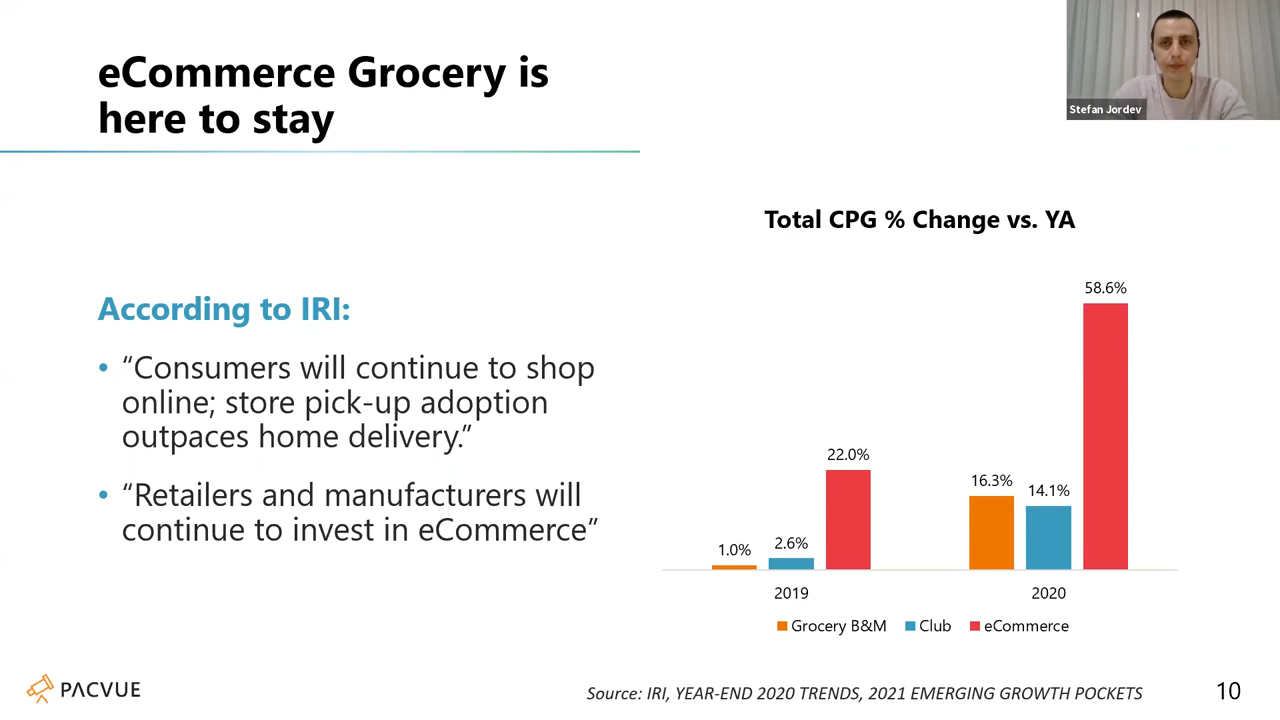 eCommerce Grocery is
here to stay
Stefan Jordev
According to IRI:
• “Consumers will continue to shop
online; store pick-up adoption
outpaces home delivery.”
• “Retailers and manufacturers will
continue to invest in eCommerce”
Total CPG % Change vs. YA
58.6%
22.0%
16.3%
14.1%
1.0%
2.6%
2019
2020
Grocery B&M
Club
eCommerce
PACVUE
Source: IRI, YEAR-END 2020 TRENDS, 2021 EMERGING GROWTH POCKETS
10